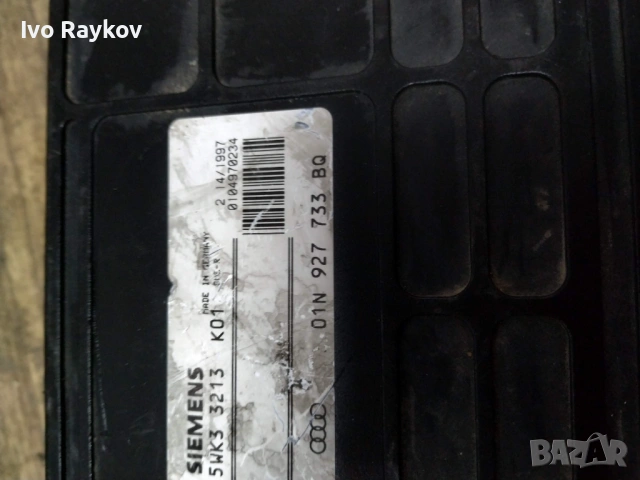 Ivo Raykov
SIEMENS
5WK3 3213 K01
MADE IN GERMANY
2 14/1997
0104970234
01N 927 733 BQ
BAZAR